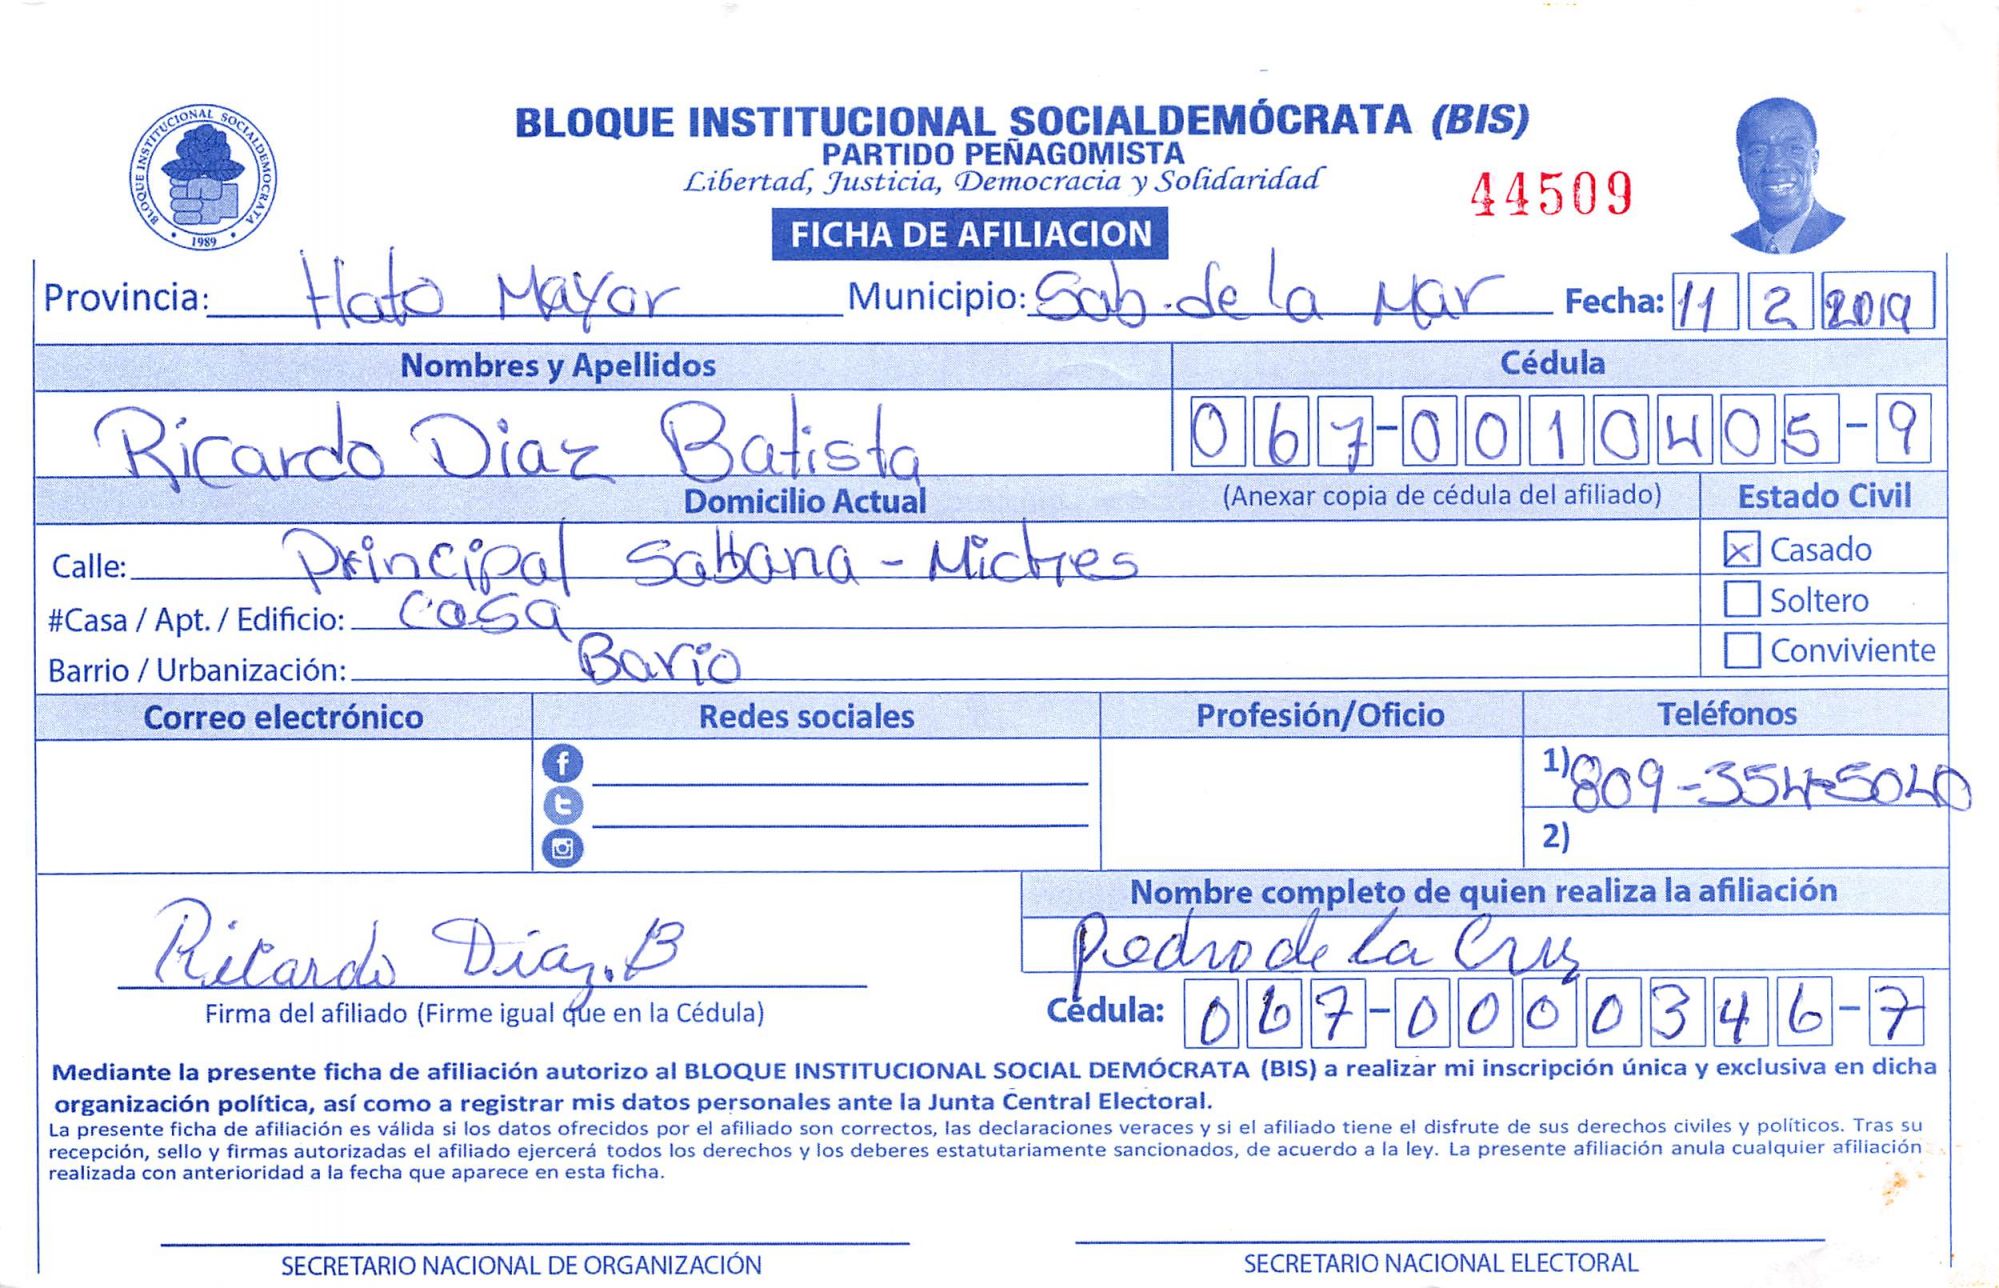 BLOQUE INSTITUCIONAL SOCIALDEMOCRATA
1989
BLOQUE INSTITUCIONAL SOCIALDEMÓCRATA (BIS)
PARTIDO PEÑAGOMISTA
Libertad, Justicia, Democracia y Solidaridad
44509
FICHA DE AFILIACION
Provincia: Hato Mayor Municipio: Sab. de la Mar Fecha: 11 2 2019
Nombres y Apellidos Cédula
Ricardo Diaz Batista 067-0010405-9
Domicilio Actual (Anexar copia de cédula del afiliado) Estado Civil
Calle: Principal Sabana - Miches ☒ Casado
#Casa / Apt. / Edificio: Casa ☐ Soltero
Barrio / Urbanización: Bario ☐ Conviviente
Correo electrónico Redes sociales Profesión/Oficio Teléfonos
1) 809-354-5040
2)
Nombre completo de quien realiza la afiliación
Ricardo Diaz. B Pedro de la Cruz
Firma del afiliado (Firme igual que en la Cédula) Cédula: 067-0000346-7
Mediante la presente ficha de afiliación autorizo al BLOQUE INSTITUCIONAL SOCIAL DEMÓCRATA (BIS) a realizar mi inscripción única y exclusiva en dicha
organización política, así como a registrar mis datos personales ante la Junta Central Electoral.
La presente ficha de afiliación es válida si los datos ofrecidos por el afiliado son correctos, las declaraciones veraces y si el afiliado tiene el disfrute de sus derechos civiles y políticos. Tras su
recepción, sello y firmas autorizadas el afiliado ejercerá todos los derechos y los deberes estatutariamente sancionados, de acuerdo a la ley. La presente afiliación anula cualquier afiliación
realizada con anterioridad a la fecha que aparece en esta ficha.
SECRETARIO NACIONAL DE ORGANIZACIÓN SECRETARIO NACIONAL ELECTORAL